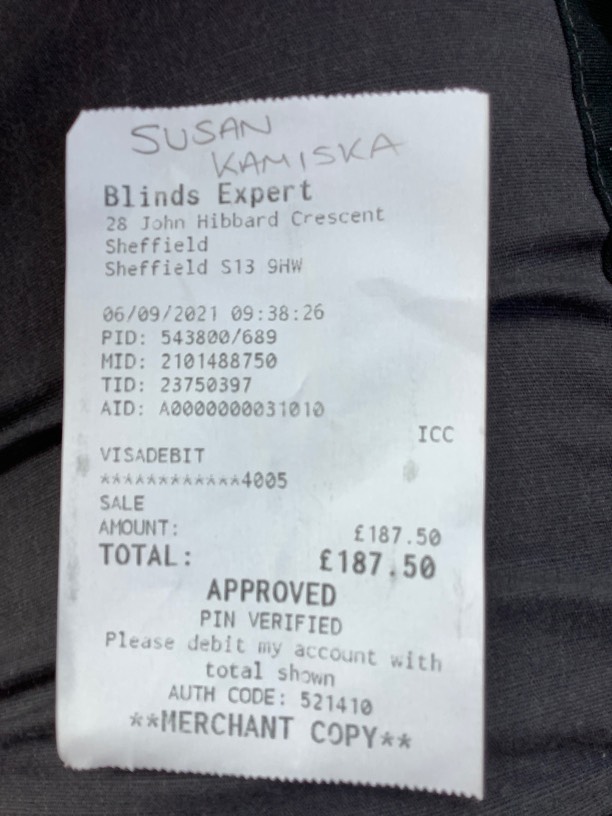 SUSAN
KAMISKA
Blinds Expert
28 John Hibbard Crescent
Sheffield
Sheffield S13 9HW
06/09/2021 09:38:26
PID: 543800/689
MID: 2101488750
TID: 23750397
AID: A0000000031010
ICC
VISADEBIT
************4005
SALE
AMOUNT: £187.50
TOTAL: £187.50
APPROVED
PIN VERIFIED
Please debit my account with
total shown
AUTH CODE: 521410
**MERCHANT COPY**